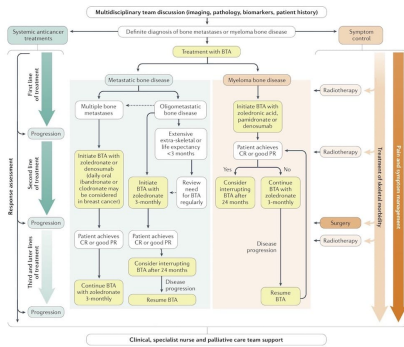 Multidisciplinary team discussion (imaging, pathology, biomarkers, patient history)
Systemic anticancer
treatments
Definite diagnosis of bone metastases or myeloma bone disease
Symptom
control
Treatment with BTA
Metastatic bone disease
Myeloma bone disease
First line
of treatment
Multiple bone
metastases
Oligometastatic
bone disease
Initiate BTA with
zoledronic acid,
pamidronate or
denosumab
Radiotherapy
Extensive
extra-skeletal or
life expectancy
<3 months
Progression
Patient achieves
CR or good PR
Radiotherapy
Yes
No
Second line
of treatment
Initiate BTA with
zoledronate or
denosumab
(daily oral
ibandronate or
clodronate may
be considered
in breast cancer)
Initiate
BTA with
zoledronate
3-monthly
Review
need for BTA
regularly
Consider
interrupting
BTA after
24 months
Continue BTA
with
zoledronate
3-monthly
Response assessment
Treatment of skeletal morbidity
Pain and symptom management
Progression
Surgery
Patient achieves
CR or good PR
Patient achieves
CR or good PR
Radiotherapy
Third and later lines
of treatment
Disease
progression
Consider interrupting
BTA after 24 months
Disease
progression
Continue BTA
with zoledronate
3-monthly
Resume BTA
Resume
BTA
Progression
Clinical, specialist nurse and palliative care team support